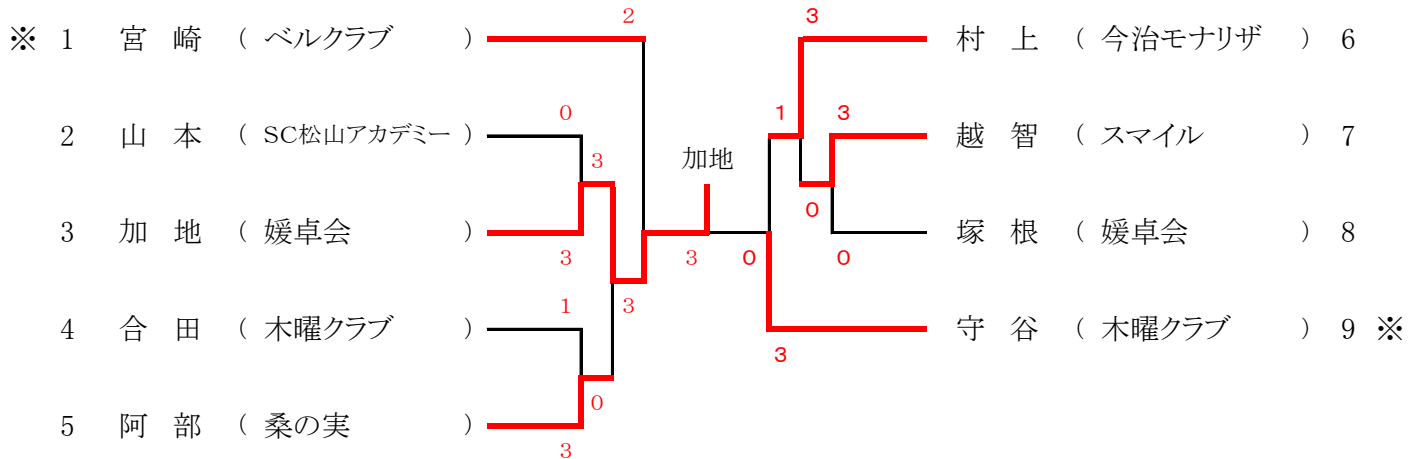 2 3
※ 1 宮 崎 ( ベルクラブ ) 村 上 ( 今治モナリザ ) 6
0 1 3
2 山 本 ( SC松山アカデミー ) 越 智 ( スマイル ) 7
3 加地
0
3 加 地 ( 媛卓会 ) 塚 根 ( 媛卓会 ) 8
3 3 0 0
1 3
4 合 田 ( 木曜クラブ ) 守 谷 ( 木曜クラブ ) 9 ※
3
0
5 阿 部 ( 桑の実 )
3